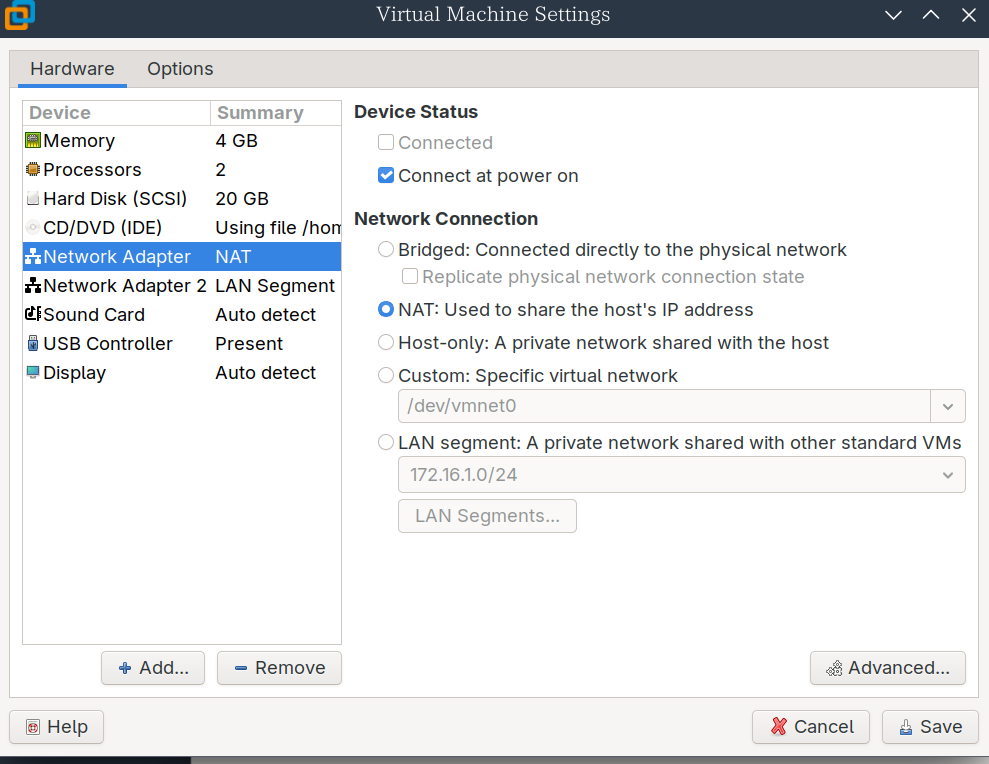 Virtual Machine Settings
Hardware Options
Device Summary
Memory 4 GB
Processors 2
Hard Disk (SCSI) 20 GB
CD/DVD (IDE) Using file /hom
Network Adapter NAT
Network Adapter 2 LAN Segment
Sound Card Auto detect
USB Controller Present
Display Auto detect
Add...
Remove
Device Status
Connected
Connect at power on
Network Connection
Bridged: Connected directly to the physical network
Replicate physical network connection state
NAT: Used to share the host's IP address
Host-only: A private network shared with the host
Custom: Specific virtual network
/dev/vmnet0
LAN segment: A private network shared with other standard VMs
172.16.1.0/24
LAN Segments...
Advanced...
Help
Cancel
Save